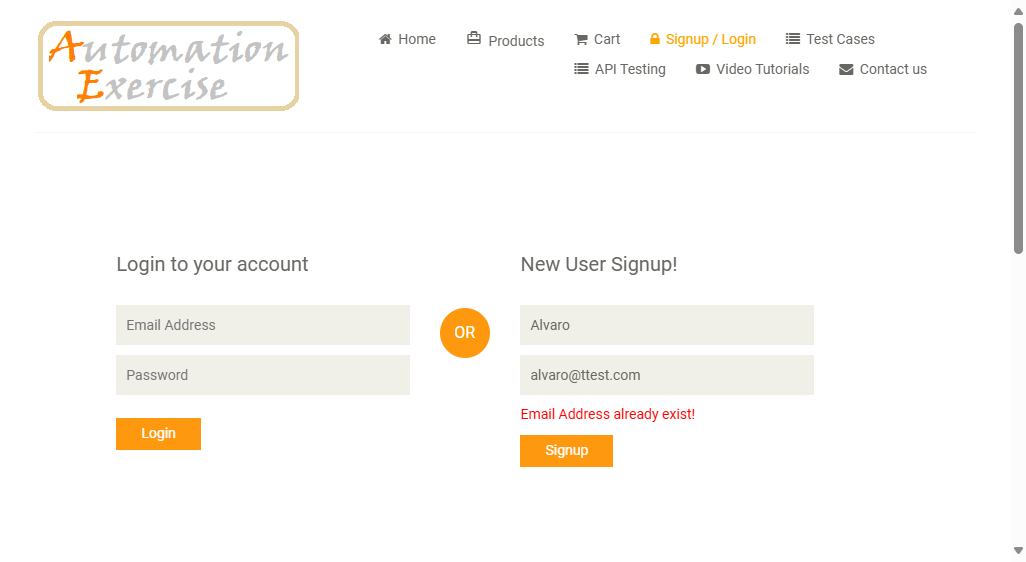 Automation
Exercise
Home
Products
Cart
Signup / Login
Test Cases
API Testing
Video Tutorials
Contact us
Login to your account
Email Address
Password
Login
OR
New User Signup!
Alvaro
alvaro@ttest.com
Email Address already exist!
Signup